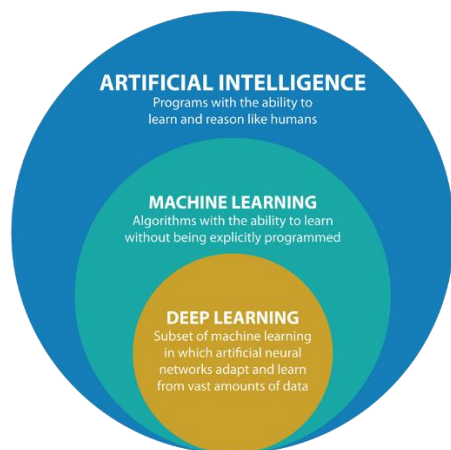 ARTIFICIAL INTELLIGENCE
Programs with the ability to
learn and reason like humans
MACHINE LEARNING
Algorithms with the ability to learn
without being explicitly programmed
DEEP LEARNING
Subset of machine learning
in which artificial neural
networks adapt and learn
from vast amounts of data